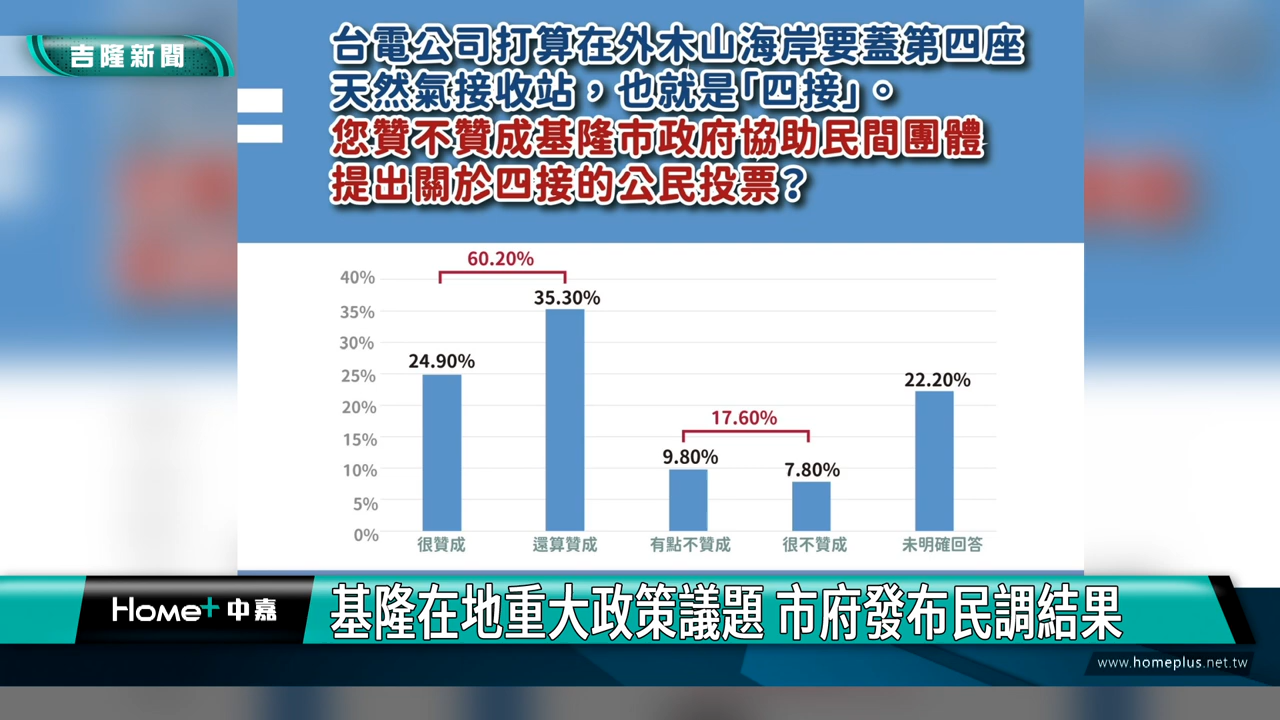 吉隆新聞
台電公司打算在外木山海岸要蓋第四座
天然氣接收站，也就是「四接」。
您贊不贊成基隆市政府協助民間團體
提出關於四接的公民投票？
60.20%
40%
35.30%
35%
30%
24.90%
25%
22.20%
20%
17.60%
15%
9.80%
7.80%
10%
5%
0%
很贊成 還算贊成 有點不贊成 很不贊成 未明確回答
Home+ 中嘉
基隆在地重大政策議題 市府發布民調結果
www.homeplus.net.tw